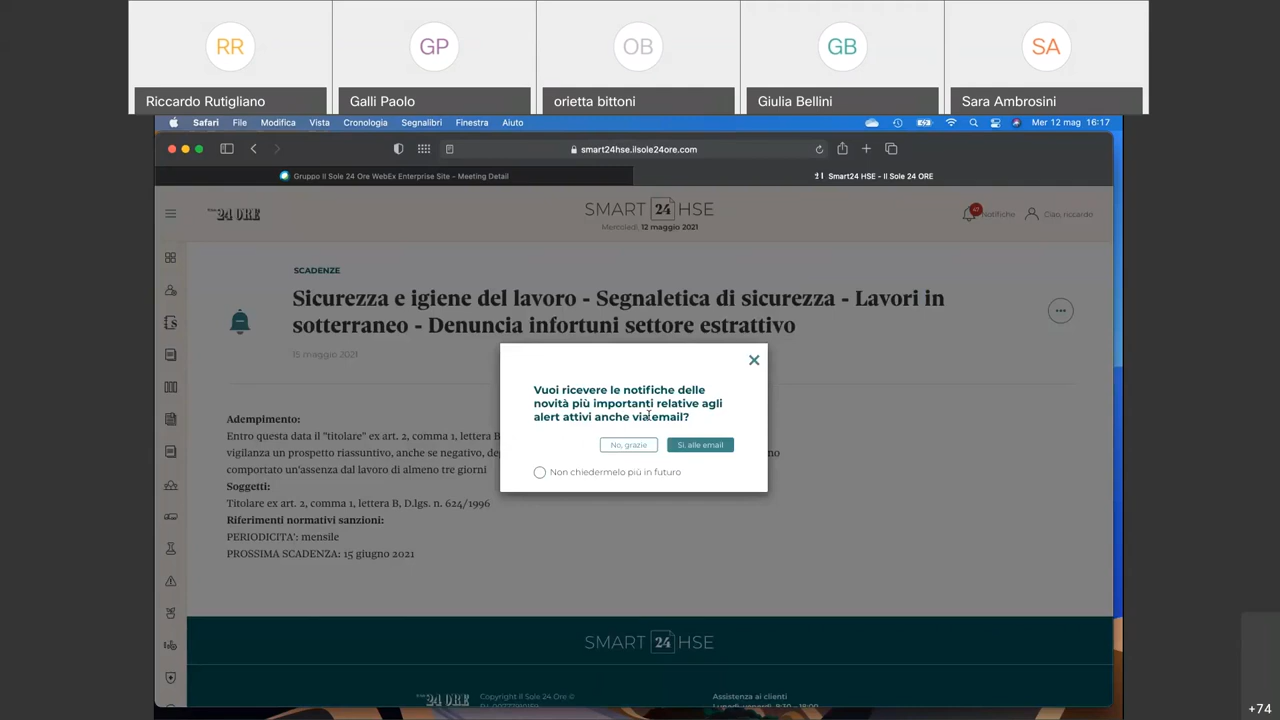 RR
GP
OB
GB
SA
Riccardo Rutigliano
Galli Paolo
orietta bittoni
Giulia Bellini
Sara Ambrosini
Safari File Modifica Vista Cronologia Segnalibri Finestra Aiuto
Mer 12 mag 16:17
smart24hse.ilsole24ore.com
Gruppo Il Sole 24 Ore WebEx Enterprise Site - Meeting Detail
Smart24 HSE - Il Sole 24 ORE
24 ORE
SMART 24 HSE
Mercoledì, 12 maggio 2021
47
Notifiche
Ciao, riccardo
SCADENZE
Sicurezza e igiene del lavoro - Segnaletica di sicurezza - Lavori in
sotterraneo - Denuncia infortuni settore estrattivo
15 maggio 2021
Vuoi ricevere le notifiche delle
novità più importanti relative agli
alert attivi anche via email?
No, grazie
Sì, alle email
Non chiedermelo più in futuro
Adempimento:
Entro questa data il "titolare" ex art. 2, comma 1, lettera B
vigilanza un prospetto riassuntivo, anche se negativo, no
comportato un'assenza dal lavoro di almeno tre giorni
Soggetti:
Titolare ex art. 2, comma 1, lettera B, D.lgs. n. 624/1996
Riferimenti normativi sanzioni:
PERIODICITA': mensile
PROSSIMA SCADENZA: 15 giugno 2021
SMART 24 HSE
24 ORE
Copyright Il Sole 24 Ore ©
Assistenza ai clienti
+74